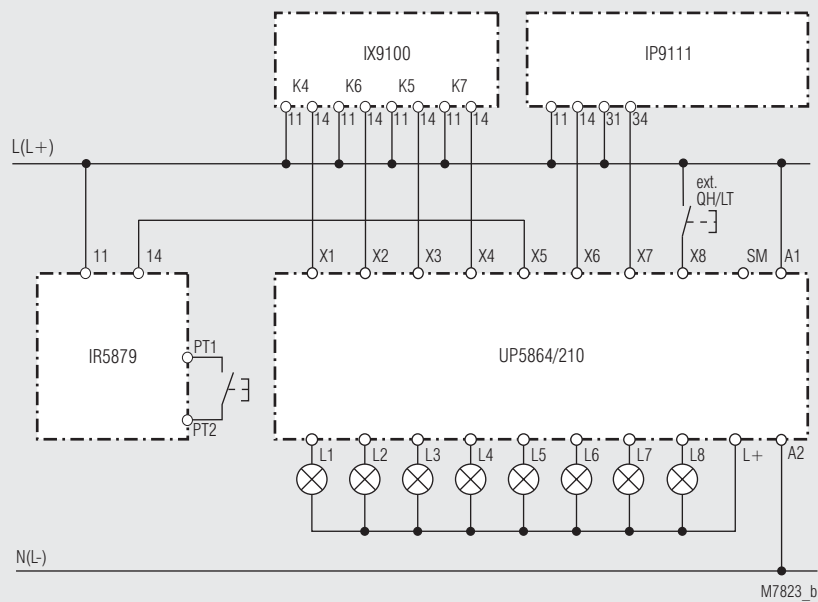 IX9100 IP9111
K4 K6 K5 K7
11 14 11 14 11 14 11 14 11 14 31 34
L(L+)
ext.
QH/LT
11 14 X1 X2 X3 X4 X5 X6 X7 X8 SM A1
PT1
IR5879 UP5864/210
PT2
L1 L2 L3 L4 L5 L6 L7 L8 L+ A2
N(L-)
M7823_b